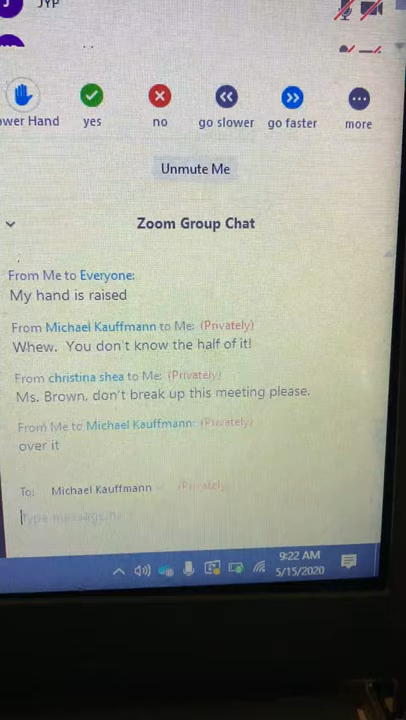 JYP
ower Hand
yes
no
go slower
go faster
more
Unmute Me
Zoom Group Chat
From Me to Everyone:
My hand is raised
From Michael Kauffmann to Me: (Privately)
Whew. You don't know the half of it!
From christina shea to Me: (Privately)
Ms. Brown, don't break up this meeting please.
From Me to Michael Kauffmann: (Privately)
over it
To: Michael Kauffmann (Privately)
Type message he
9:22 AM
5/15/2020